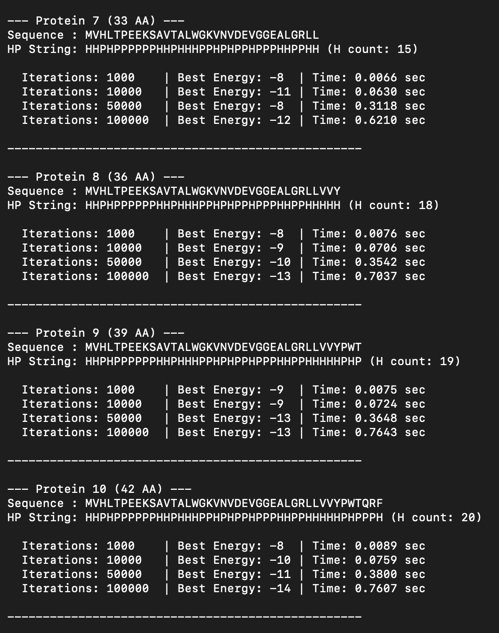 --- Protein 7 (33 AA) ---
Sequence : MVHLTPEEKSAVTALWGKVNVDEVGGEALGRLL
HP String: HHPHPPPPPPHHPHHHPPHPHPPHPPPHHPPHH (H count: 15)
Iterations: 1000 | Best Energy: -8 | Time: 0.0066 sec
Iterations: 10000 | Best Energy: -11 | Time: 0.0630 sec
Iterations: 50000 | Best Energy: -8 | Time: 0.3118 sec
Iterations: 100000 | Best Energy: -12 | Time: 0.6210 sec
--------------------------------------------------
--- Protein 8 (36 AA) ---
Sequence : MVHLTPEEKSAVTALWGKVNVDEVGGEALGRLLVVY
HP String: HHPHPPPPPPHHPHHHPPHPHPPHPPPHHPPHHHHH (H count: 18)
Iterations: 1000 | Best Energy: -8 | Time: 0.0076 sec
Iterations: 10000 | Best Energy: -9 | Time: 0.0706 sec
Iterations: 50000 | Best Energy: -10 | Time: 0.3542 sec
Iterations: 100000 | Best Energy: -13 | Time: 0.7037 sec
--------------------------------------------------
--- Protein 9 (39 AA) ---
Sequence : MVHLTPEEKSAVTALWGKVNVDEVGGEALGRLLVVYPWT
HP String: HHPHPPPPPPHHPHHHPPHPHPPHPPPHHPPHHHHHPHP (H count: 19)
Iterations: 1000 | Best Energy: -9 | Time: 0.0075 sec
Iterations: 10000 | Best Energy: -9 | Time: 0.0724 sec
Iterations: 50000 | Best Energy: -13 | Time: 0.3648 sec
Iterations: 100000 | Best Energy: -13 | Time: 0.7643 sec
--------------------------------------------------
--- Protein 10 (42 AA) ---
Sequence : MVHLTPEEKSAVTALWGKVNVDEVGGEALGRLLVVYPWTQRF
HP String: HHPHPPPPPPHHPHHHPPHPHPPHPPPHHPPHHHHHPHPPPH (H count: 20)
Iterations: 1000 | Best Energy: -8 | Time: 0.0089 sec
Iterations: 10000 | Best Energy: -10 | Time: 0.0759 sec
Iterations: 50000 | Best Energy: -11 | Time: 0.3800 sec
Iterations: 100000 | Best Energy: -14 | Time: 0.7607 sec
--------------------------------------------------